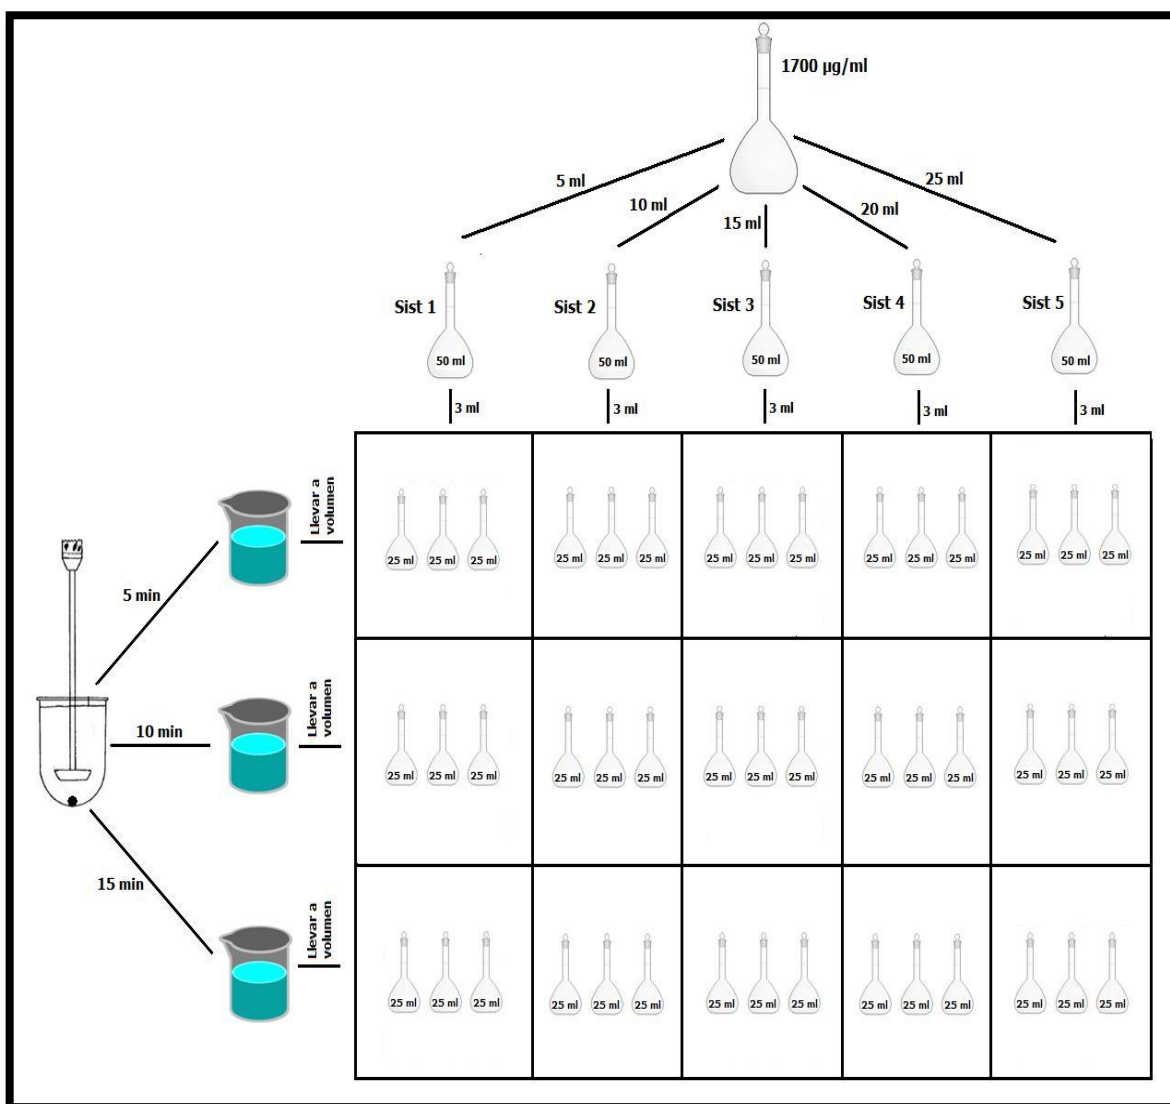 1700 µg/ml
5 ml
10 ml
15 ml
20 ml
25 ml
Sist 1
Sist 2
Sist 3
Sist 4
Sist 5
50 ml
50 ml
50 ml
50 ml
50 ml
3 ml
3 ml
3 ml
3 ml
3 ml
5 min
Llevar a
volumen
25 ml 25 ml 25 ml
25 ml 25 ml 25 ml
25 ml 25 ml 25 ml
25 ml 25 ml 25 ml
25 ml 25 ml 25 ml
10 min
Llevar a
volumen
25 ml 25 ml 25 ml
25 ml 25 ml 25 ml
25 ml 25 ml 25 ml
25 ml 25 ml 25 ml
25 ml 25 ml 25 ml
15 min
Llevar a
volumen
25 ml 25 ml 25 ml
25 ml 25 ml 25 ml
25 ml 25 ml 25 ml
25 ml 25 ml 25 ml
25 ml 25 ml 25 ml